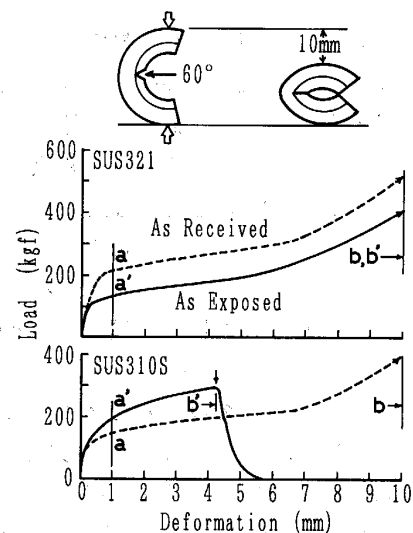 10mm
60°
SUS321
600
400
200
As Received
As Exposed
a
a'
b,b'
Load (kgf)
SUS310S
400
200
0
a'
a
b'
b
0 1 2 3 4 5 6 7 8 9 10
Deformation (mm)